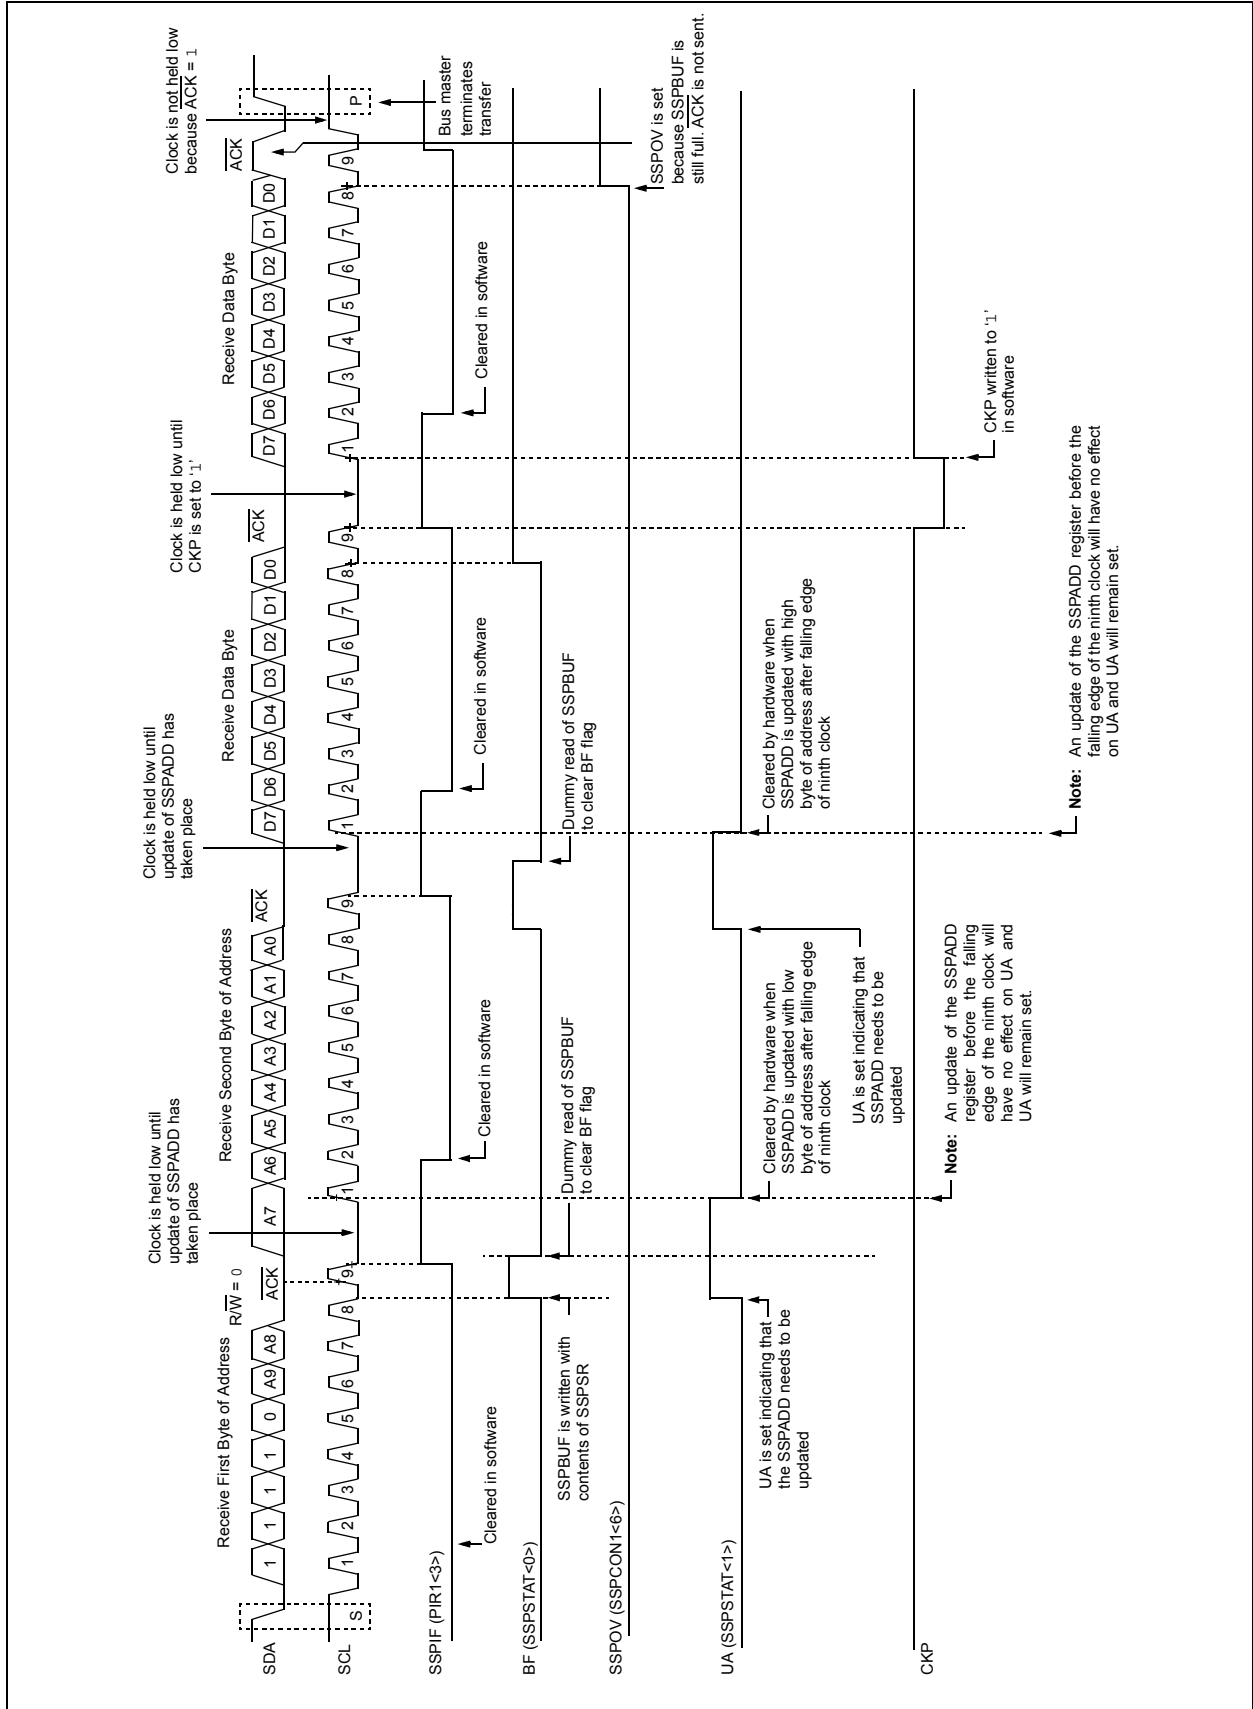 Clock is held low until
update of SSPADD has
taken place
Clock is held low until
update of SSPADD has
taken place
Clock is held low until
CKP is set to ‘1’
Clock is not held low
because ACK = 1
Receive First Byte of Address
R/W = 0
Receive Second Byte of Address
Receive Data Byte
Receive Data Byte
ACK
ACK
ACK
ACK
SDA
1 1 1 1 0 A9 A8
A7 A6 A5 A4 A3 A2 A1 A0
D7 D6 D5 D4 D3 D2 D1 D0
D7 D6 D5 D4 D3 D2 D1 D0
SCL
S
1 2 3 4 5 6 7 8 9
1 2 3 4 5 6 7 8 9
1 2 3 4 5 6 7 8 9
1 2 3 4 5 6 7 8 9
P
Bus master
terminates
transfer
SSPIF (PIR1<3>)
Cleared in software
Cleared in software
Cleared in software
Cleared in software
BF (SSPSTAT<0>)
SSPBUF is written with
contents of SSPSR
Dummy read of SSPBUF
to clear BF flag
Dummy read of SSPBUF
to clear BF flag
SSPOV (SSPCON1<6>)
SSPOV is set
because SSPBUF is
still full. ACK is not sent.
UA (SSPSTAT<1>)
UA is set indicating that
the SSPADD needs to be
updated
Cleared by hardware when
SSPADD is updated with low
byte of address after falling edge
of ninth clock
UA is set indicating that
SSPADD needs to be
updated
Cleared by hardware when
SSPADD is updated with high
byte of address after falling edge
of ninth clock
CKP
CKP written to ‘1’
in software
Note: An update of the SSPADD
register before the falling
edge of the ninth clock will
have no effect on UA and
UA will remain set.
Note: An update of the SSPADD register before the
falling edge of the ninth clock will have no effect
on UA and UA will remain set.